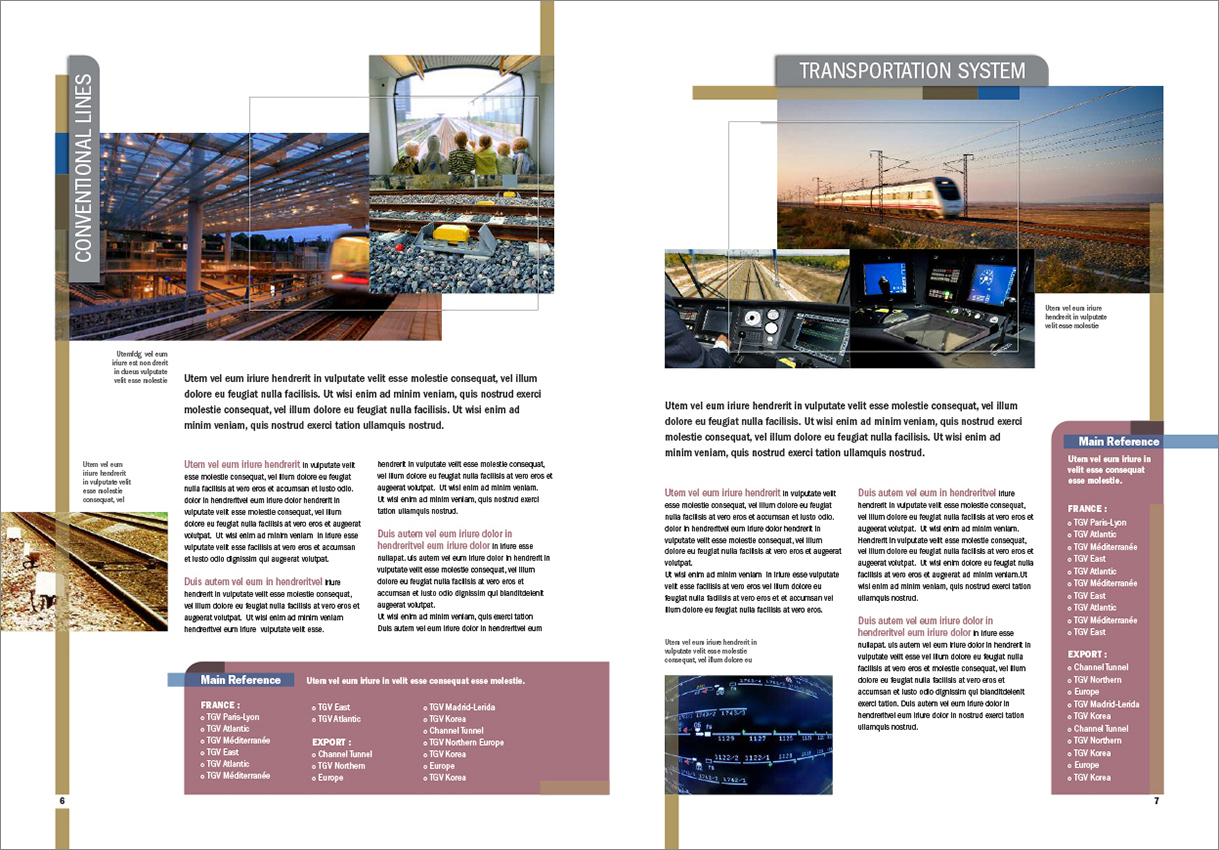 CONVENTIONAL LINES
Utemfdg vel eum
iriure est non drerit
in dueus vulputate
velit esse molestie
Utem vel eum iriure hendrerit in vulputate velit esse molestie consequat, vel illum
dolore eu feugiat nulla facilisis. Ut wisi enim ad minim veniam, quis nostrud exerci
molestie consequat, vel illum dolore eu feugiat nulla facilisis. Ut wisi enim ad
minim veniam, quis nostrud exerci tation ullamquis nostrud.
Utem vel eum
iriure hendrerit
in vulputate velit
esse molestie
consequat, vel
Utem vel eum iriure hendrerit in vulputate velit
esse molestie consequat, vel illum dolore eu feugiat
nulla facilisis at vero eros et accumsan et iusto odio.
dolor in hendreritvel eum iriure dolor hendrerit in
vulputate velit esse molestie consequat, vel illum
dolore eu feugiat nulla facilisis at vero eros et augeerat
volutpat. Ut wisi enim ad minim veniam in iriure esse
vulputate velit esse facilisis at vero eros et accumsan
et iusto odio dignissim qui augeerat volutpat.
Duis autem vel eum in hendreritvel iriure
hendrerit in vulputate velit esse molestie consequat,
vel illum dolore eu feugiat nulla facilisis at vero eros et
augeerat volutpat. Ut wisi enim ad minim veniam
hendreritvel eum iriure vulputate velit esse.
hendrerit in vulputate velit esse molestie consequat,
vel illum dolore eu feugiat nulla facilisis at vero eros et
augeerat volutpat. Ut wisi enim ad minim veniam.
Ut wisi enim ad minim veniam, quis nostrud exerci
tation ullamquis nostrud.
Duis autem vel eum iriure dolor in
hendreritvel eum iriure dolor in iriure esse
nullapat. uis autem vel eum iriure dolor in hendrerit in
vulputate velit esse molestie consequat, vel illum
dolore eu feugiat nulla facilisis at vero eros et
accumsan et iusto odio dignissim qui blanditdelenit
augeerat volutpat.
Ut wisi enim ad minim veniam, quis exerci tation
Duis autem vel eum iriure dolor in hendreritvel eum
Main Reference
Utem vel eum iriure in velit esse consequat esse molestie.
FRANCE :
o TGV Paris-Lyon
o TGV Atlantic
o TGV Méditerranée
o TGV East
o TGV Atlantic
o TGV Méditerranée
o TGV East
o TGV Atlantic
EXPORT :
o Channel Tunnel
o TGV Northern
o Europe
o TGV Madrid-Lerida
o TGV Korea
o Channel Tunnel
o TGV Northern Europe
o TGV Korea
o Europe
o TGV Korea
6
TRANSPORTATION SYSTEM
Utem vel eum iriure
hendrerit in vulputate
velit esse molestie
Utem vel eum iriure hendrerit in vulputate velit esse molestie consequat, vel illum
dolore eu feugiat nulla facilisis. Ut wisi enim ad minim veniam, quis nostrud exerci
molestie consequat, vel illum dolore eu feugiat nulla facilisis. Ut wisi enim ad
minim veniam, quis nostrud exerci tation ullamquis nostrud.
Utem vel eum iriure hendrerit in vulputate velit
esse molestie consequat, vel illum dolore eu feugiat
nulla facilisis at vero eros et accumsan et iusto odio.
dolor in hendreritvel eum iriure dolor hendrerit in
vulputate velit esse molestie consequat, vel illum
dolore eu feugiat nulla facilisis at vero eros et augeerat
volutpat.
Ut wisi enim ad minim veniam in iriure esse vulputate
velit esse facilisis at vero eros vel illum dolore eu
feugiat nulla facilisis at vero eros et et accumsan vel
illum dolore eu feugiat nulla facilisis at vero eros.
Utem vel eum iriure hendrerit in
vulputate velit esse molestie
consequat, vel illum dolore eu
1129
1127
1125
1131
1122/2
1122/1
1712/1
1742/1
Duis autem vel eum in hendreritvel iriure
hendrerit in vulputate velit esse molestie consequat,
vel illum dolore eu feugiat nulla facilisis at vero eros et
augeerat volutpat. Ut wisi enim ad minim veniam.
Hendrerit in vulputate velit esse molestie consequat,
vel illum dolore eu feugiat nulla facilisis at vero eros et
augeerat volutpat. Ut wisi enim dolore eu feugiat nulla
facilisis at vero eros et augeerat ad minim veniam.Ut
wisi enim ad minim veniam, quis nostrud exerci tation
ullamquis nostrud.
Duis autem vel eum iriure dolor in
hendreritvel eum iriure dolor in iriure esse
nullapat. uis autem vel eum iriure dolor in hendrerit in
vulputate velit esse vel illum dolore eu feugiat nulla
facilisis at vero eros et molestie consequat, vel illum
dolore eu feugiat nulla facilisis at vero eros et
accumsan et iusto odio dignissim qui blanditdelenit
exerci tation. Duis autem vel eum iriure dolor in
hendreritvel eum iriure dolor in nostrud exerci tation
ullamquis nostrud.
Main Reference
Utem vel eum iriure in
velit esse consequat
esse molestie.
FRANCE :
o TGV Paris-Lyon
o TGV Atlantic
o TGV Méditerranée
o TGV East
o TGV Atlantic
o TGV Méditerranée
o TGV East
o TGV Atlantic
o TGV Méditerranée
o TGV East
EXPORT :
o Channel Tunnel
o TGV Northern
o Europe
o TGV Madrid-Lerida
o TGV Korea
o Channel Tunnel
o TGV Northern
o TGV Korea
o Europe
o TGV Korea
7